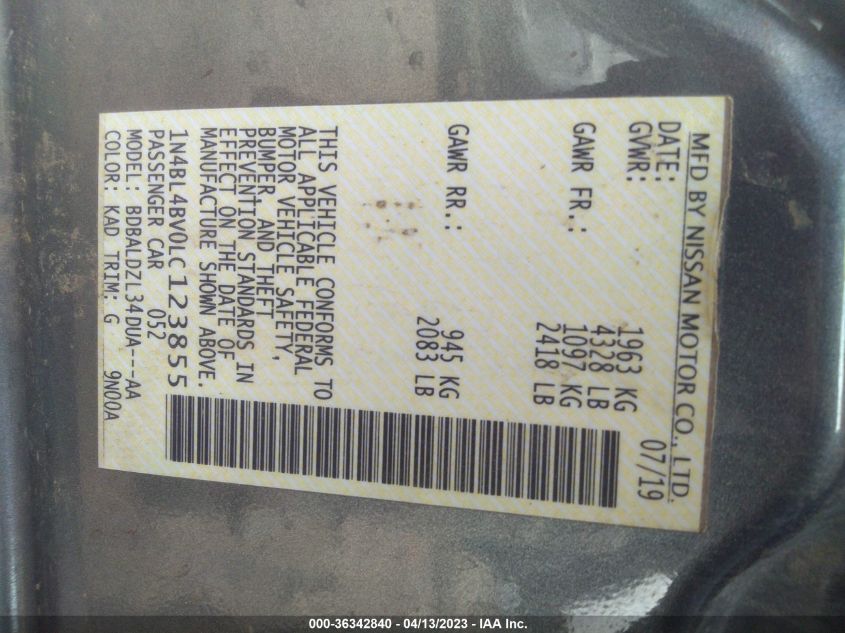 MFD BY NISSAN MOTOR CO., LTD.
DATE: 07/19
GVWR: 1963 KG
4328 LB
GAWR FR.: 1097 KG
2418 LB
GAWR RR.: 945 KG
2083 LB
THIS VEHICLE CONFORMS TO
ALL APPLICABLE FEDERAL
MOTOR VEHICLE SAFETY,
BUMPER, AND THEFT
PREVENTION STANDARDS IN
EFFECT ON THE DATE OF
MANUFACTURE SHOWN ABOVE.
1N4BL4BV0LC123855
PASSENGER CAR 052
MODEL: BDBALDZL34DUA---AA
COLOR: KAD TRIM: G 9N00A
000-36342840 - 04/13/2023 - IAA Inc.